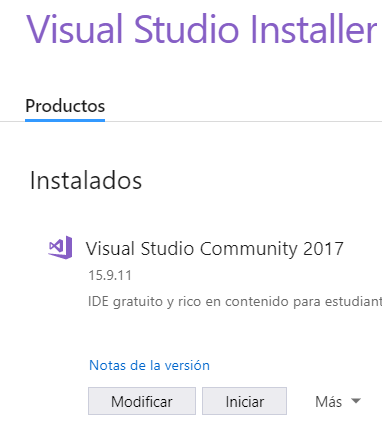 Visual Studio Installer
Productos
Instalados
Visual Studio Community 2017
15.9.11
IDE gratuito y rico en contenido para
Notas de la versión
Modificar Iniciar Más